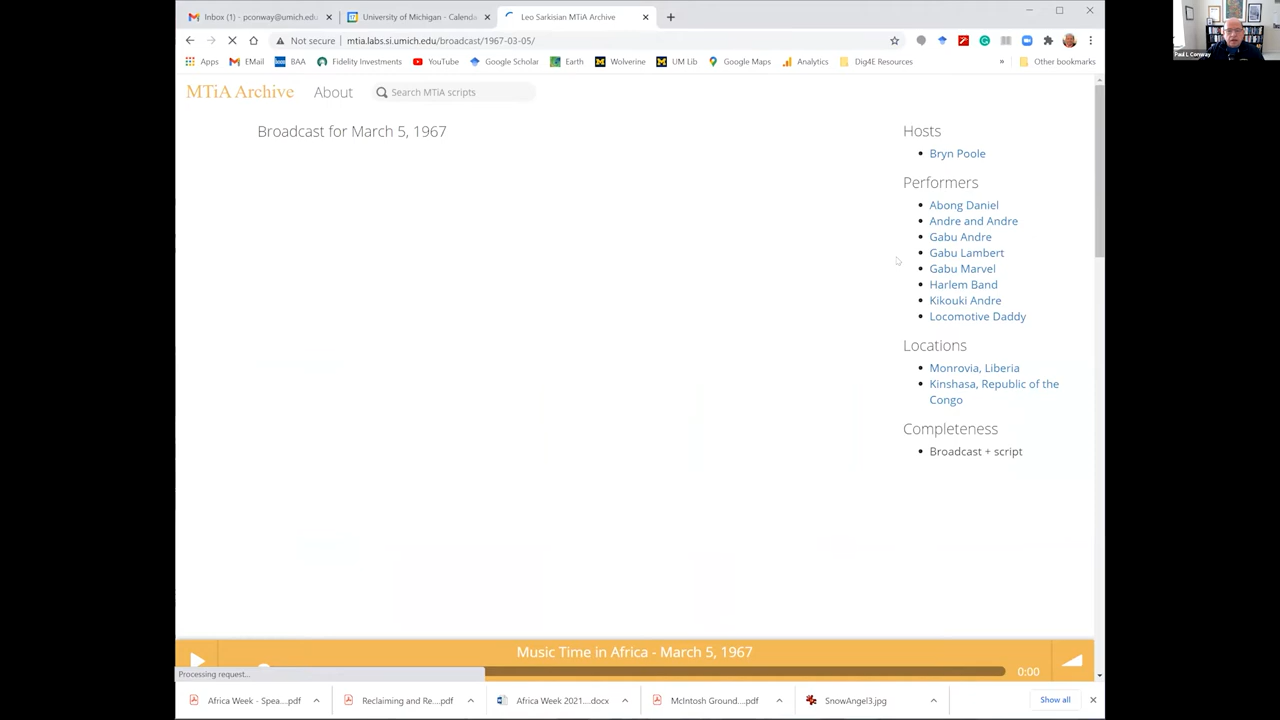 Inbox (1) - pconway@umich.edu
University of Michigan - Calenda
Leo Sarkisian MTiA Archive
Not secure
mtia.labs.si.umich.edu/broadcast/1967-03-05/
Apps
EMail
BAA
Fidelity Investments
YouTube
Google Scholar
Earth
Wolverine
UM Lib
Google Maps
Analytics
Dig4E Resources
»
Other bookmarks
Paul L Conway
MTiA Archive
About
Search MTiA scripts
Broadcast for March 5, 1967
Hosts
Bryn Poole
Performers
Abong Daniel
Andre and Andre
Gabu Andre
Gabu Lambert
Gabu Marvel
Harlem Band
Kikouki Andre
Locomotive Daddy
Locations
Monrovia, Liberia
Kinshasa, Republic of the
Congo
Completeness
Broadcast + script
Music Time in Africa - March 5, 1967
0:00
Processing request...
Africa Week - Spea....pdf
Reclaiming and Re....pdf
Africa Week 2021....docx
McIntosh Ground....pdf
SnowAngel3.jpg
Show all